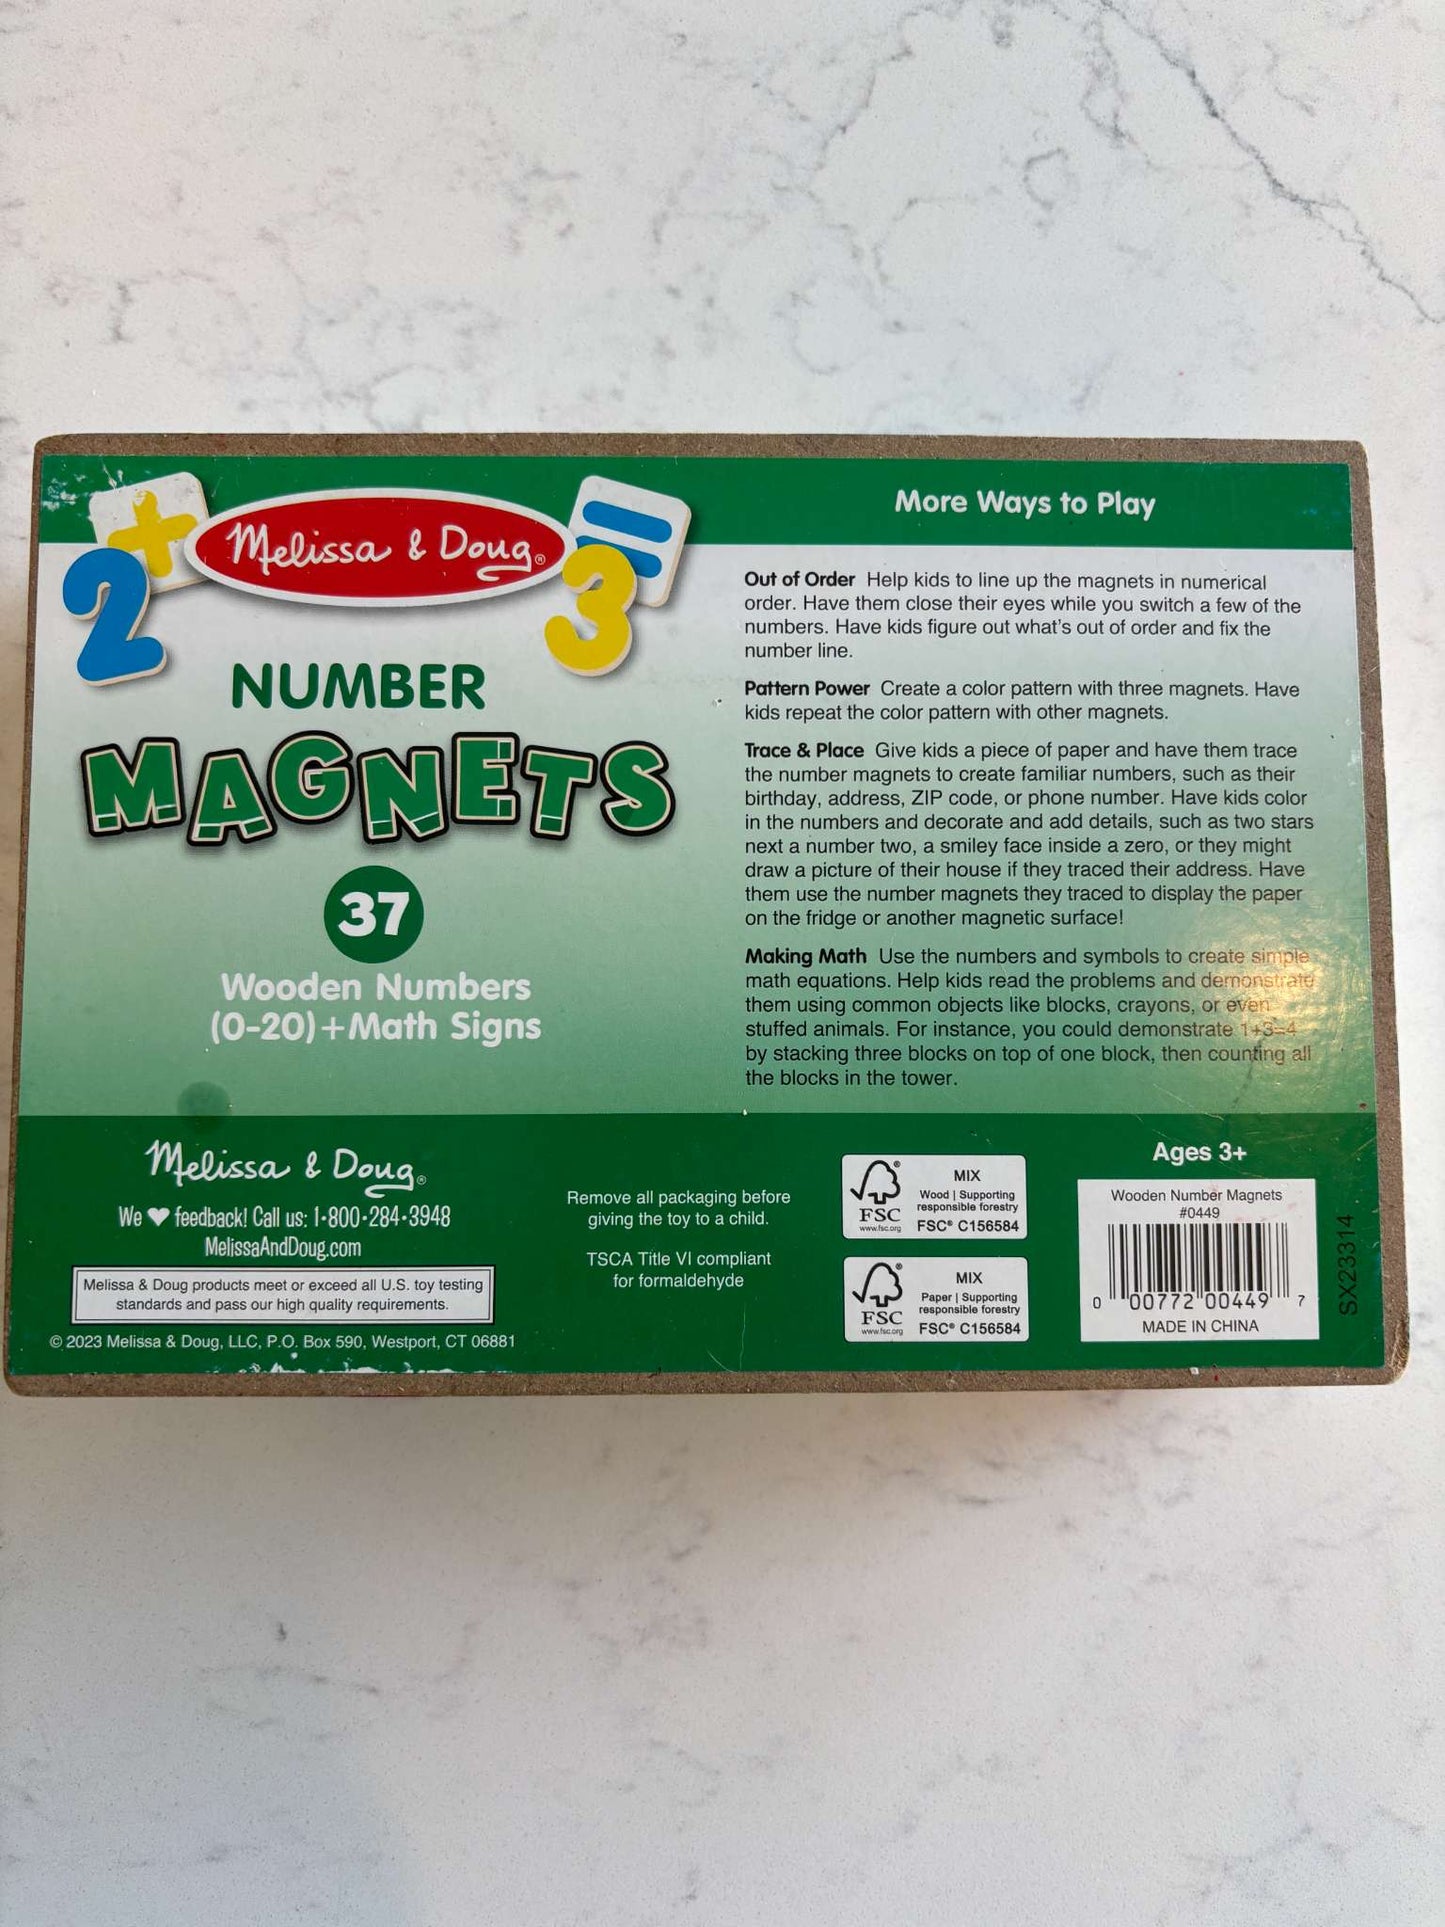 Melissa & Doug®
NUMBER
MAGNETS
37
Wooden Numbers
(0-20)+Math Signs
More Ways to Play
Out of Order Help kids to line up the magnets in numerical
order. Have them close their eyes while you switch a few of the
numbers. Have kids figure out what's out of order and fix the
number line.
Pattern Power Create a color pattern with three magnets. Have
kids repeat the color pattern with other magnets.
Trace & Place Give kids a piece of paper and have them trace
the number magnets to create familiar numbers, such as their
birthday, address, ZIP code, or phone number. Have kids color
in the numbers and decorate and add details, such as two stars
next a number two, a smiley face inside a zero, or they might
draw a picture of their house if they traced their address. Have
them use the number magnets they traced to display the paper
on the fridge or another magnetic surface!
Making Math Use the numbers and symbols to create simple
math equations. Help kids read the problems and demonstrate
them using common objects like blocks, crayons, or even
stuffed animals. For instance, you could demonstrate 1+3=4
by stacking three blocks on top of one block, then counting all
the blocks in the tower.
Melissa & Doug®
We ♥ feedback! Call us: 1•800•284•3948
MelissaAndDoug.com
Melissa & Doug products meet or exceed all U.S. toy testing
standards and pass our high quality requirements.
© 2023 Melissa & Doug, LLC, P.O. Box 590, Westport, CT 06881
Remove all packaging before
giving the toy to a child.
TSCA Title VI compliant
for formaldehyde
FSC
www.fsc.org
MIX
Wood | Supporting
responsible forestry
FSC® C156584
FSC
www.fsc.org
MIX
Paper | Supporting
responsible forestry
FSC® C156584
Ages 3+
Wooden Number Magnets
#0449
0 00772 00449 7
MADE IN CHINA
SX23314
2 + = 3